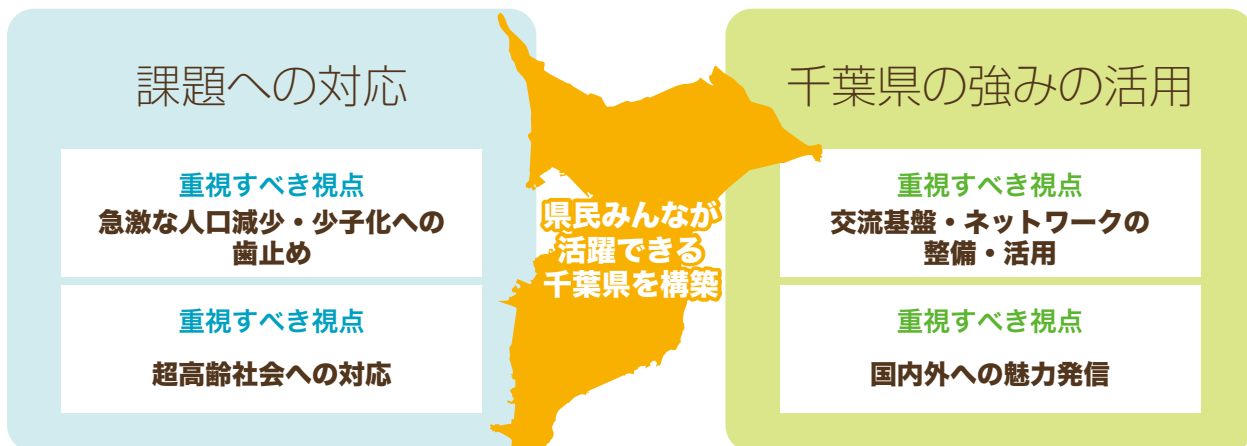 課題への対応
重視すべき視点
急激な人口減少・少子化への
歯止め
重視すべき視点
超高齢社会への対応
県民みんなが
活躍できる
千葉県を構築
千葉県の強みの活用
重視すべき視点
交流基盤・ネットワークの
整備・活用
重視すべき視点
国内外への魅力発信